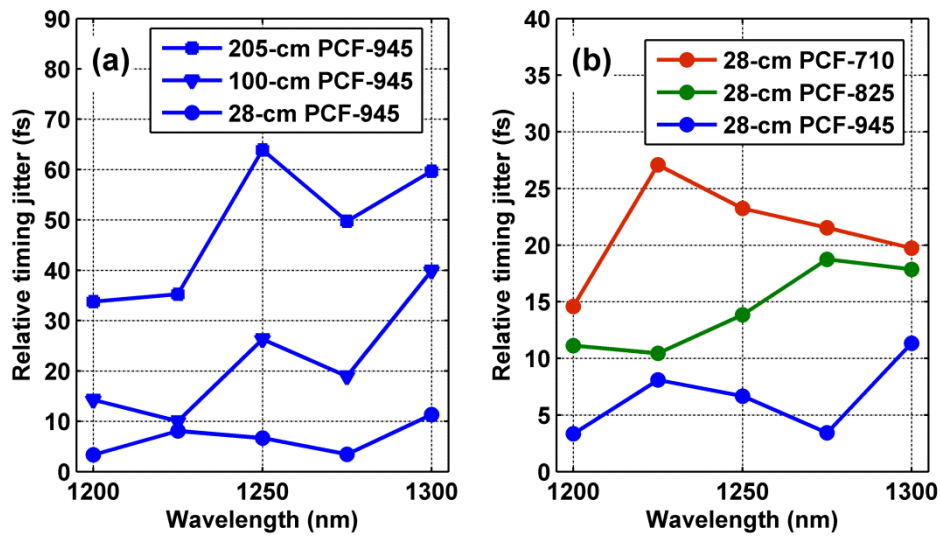 (a)
205-cm PCF-945
100-cm PCF-945
28-cm PCF-945
Relative timing jitter (fs)
90
80
70
60
50
40
30
20
10
0
1200
1250
1300
Wavelength (nm)
(b)
28-cm PCF-710
28-cm PCF-825
28-cm PCF-945
Relative timing jitter (fs)
40
35
30
25
20
15
10
5
0
1200
1250
1300
Wavelength (nm)